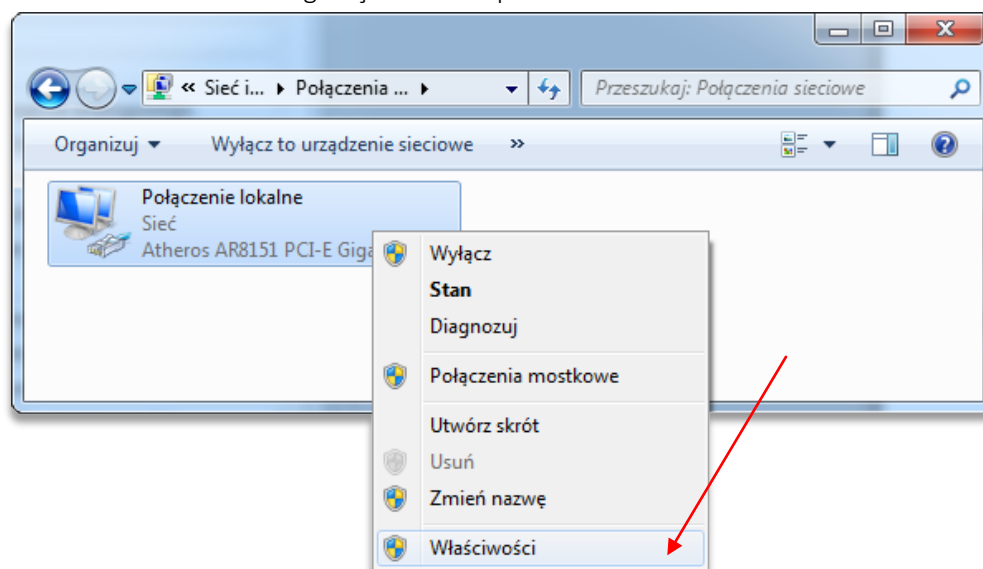 « Sieć i... ▸ Połączenia ... ▸
Przeszukaj: Połączenia sieciowe
Organizuj
Wyłącz to urządzenie sieciowe
»
Połączenie lokalne
Sieć
Atheros AR8151 PCI-E Giga
Wyłącz
Stan
Diagnozuj
Połączenia mostkowe
Utwórz skrót
Usuń
Zmień nazwę
Właściwości